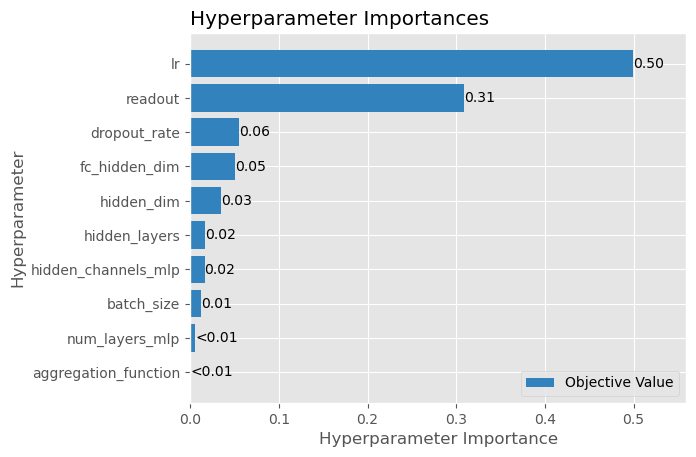 Hyperparameter Importances
Hyperparameter
lr
0.50
readout
0.31
dropout_rate
0.06
fc_hidden_dim
0.05
hidden_dim
0.03
hidden_layers
0.02
hidden_channels_mlp
0.02
batch_size
0.01
num_layers_mlp
<0.01
aggregation_function
<0.01
Objective Value
0.0 0.1 0.2 0.3 0.4 0.5
Hyperparameter Importance